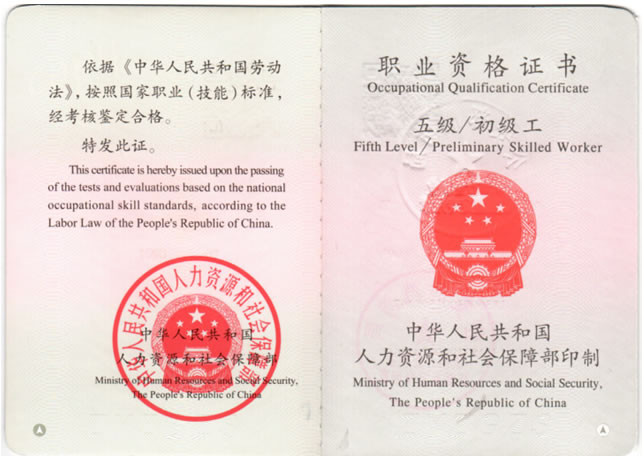 依据《中华人民共和国劳动
法》，按照国家职业（技能）标准，
经考核鉴定合格。
特发此证。
This certificate is hereby issued upon the passing
of the tests and evaluations based on the national
occupational skill standards, according to the
Labor Law of the People's Republic of China.
中华人民共和国人力资源和社会保障部
中华人民共和国
人力资源和社会保障部
Ministry of Human Resources and Social Security,
The People's Republic of China
职业资格证书
Occupational Qualification Certificate
五级/初级工
Fifth Level/Preliminary Skilled Worker
中华人民共和国
人力资源和社会保障部印制
Ministry of Human Resources and Social Security,
The People's Republic of China